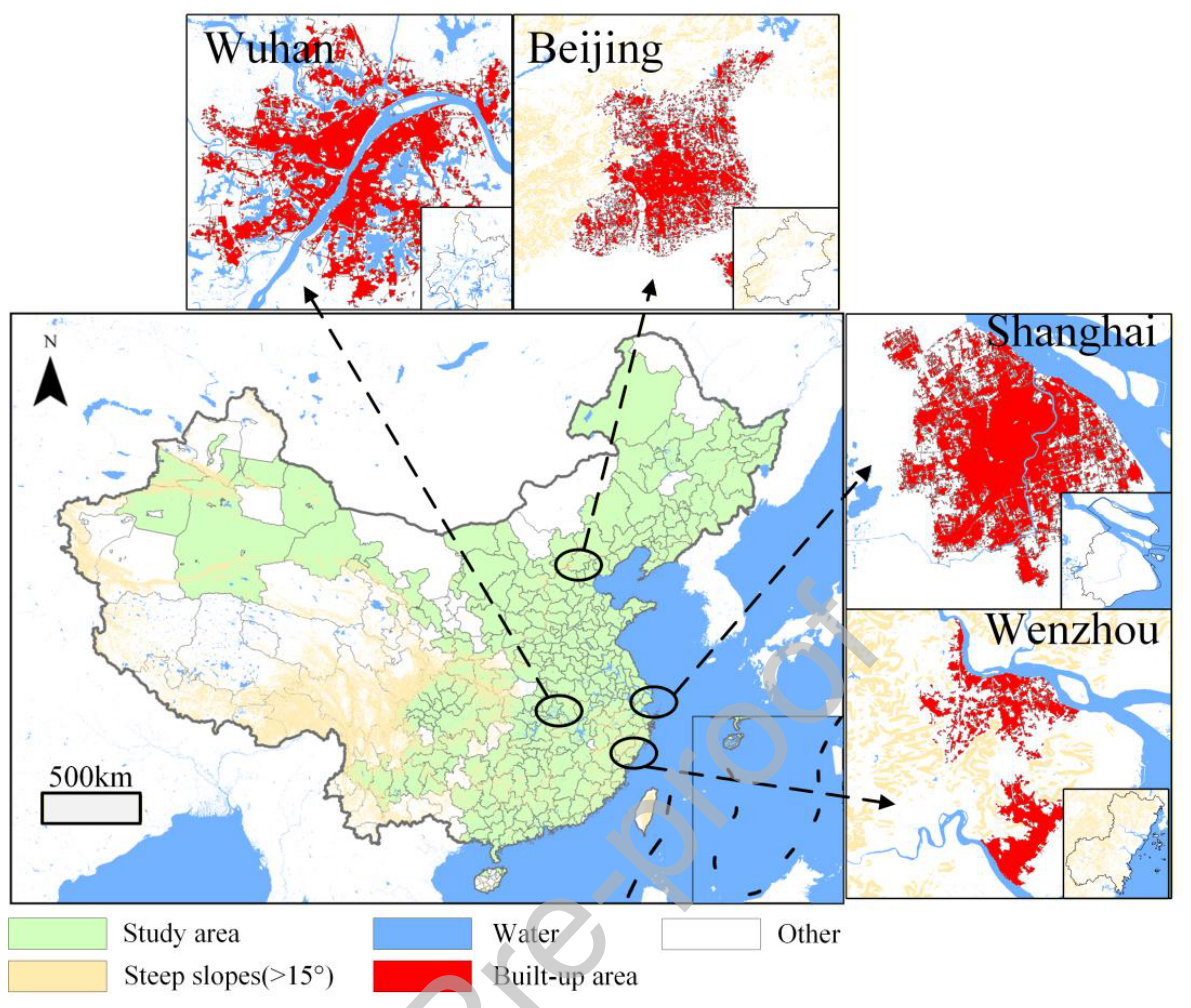 Wuhan
Beijing
Shanghai
Wenzhou
N
500km
Study area
Water
Other
Steep slopes(>15°)
Built-up area
Pre-proof